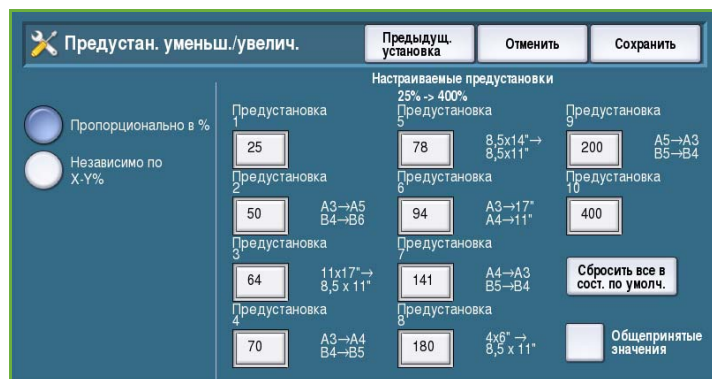 Предустан. уменьш./увелич.
Предыдущ.
установка
Отменить
Сохранить
Настраиваемые предустановки
25% -> 400%
Пропорционально в %
Независимо по
X-Y%
Предустановка
1
25
Предустановка
2
50
A3→A5
B4→B6
Предустановка
3
64
11x17"→
8,5 x 11"
Предустановка
4
70
A3→A4
B4→B5
Предустановка
5
78
8,5x14"→
8,5x11"
Предустановка
6
94
A3→17"
A4→11"
Предустановка
7
141
A4→A3
B5→B4
Предустановка
8
180
4x6" →
8,5 x 11"
Предустановка
9
200
A5→A3
B5→B4
Предустановка
10
400
Сбросить все в
сост. по умолч.
Общепринятые
значения